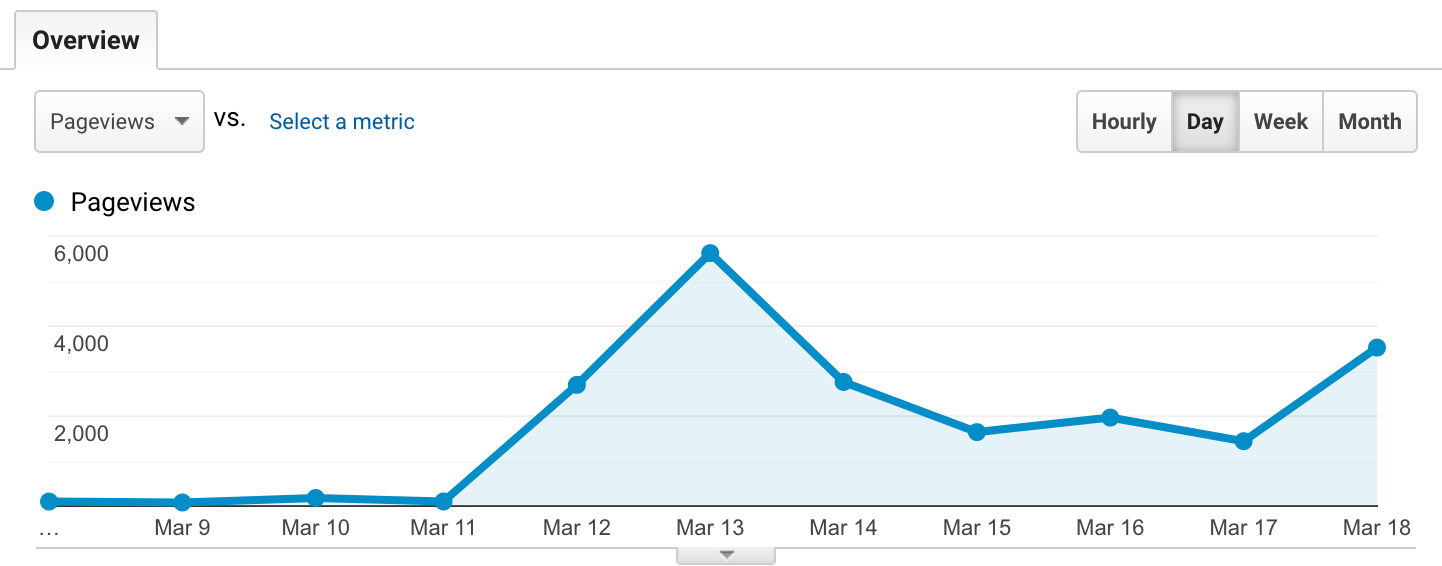 Overview
Pageviews vs. Select a metric
Hourly Day Week Month
Pageviews
6,000
4,000
2,000
... Mar 9 Mar 10 Mar 11 Mar 12 Mar 13 Mar 14 Mar 15 Mar 16 Mar 17 Mar 18